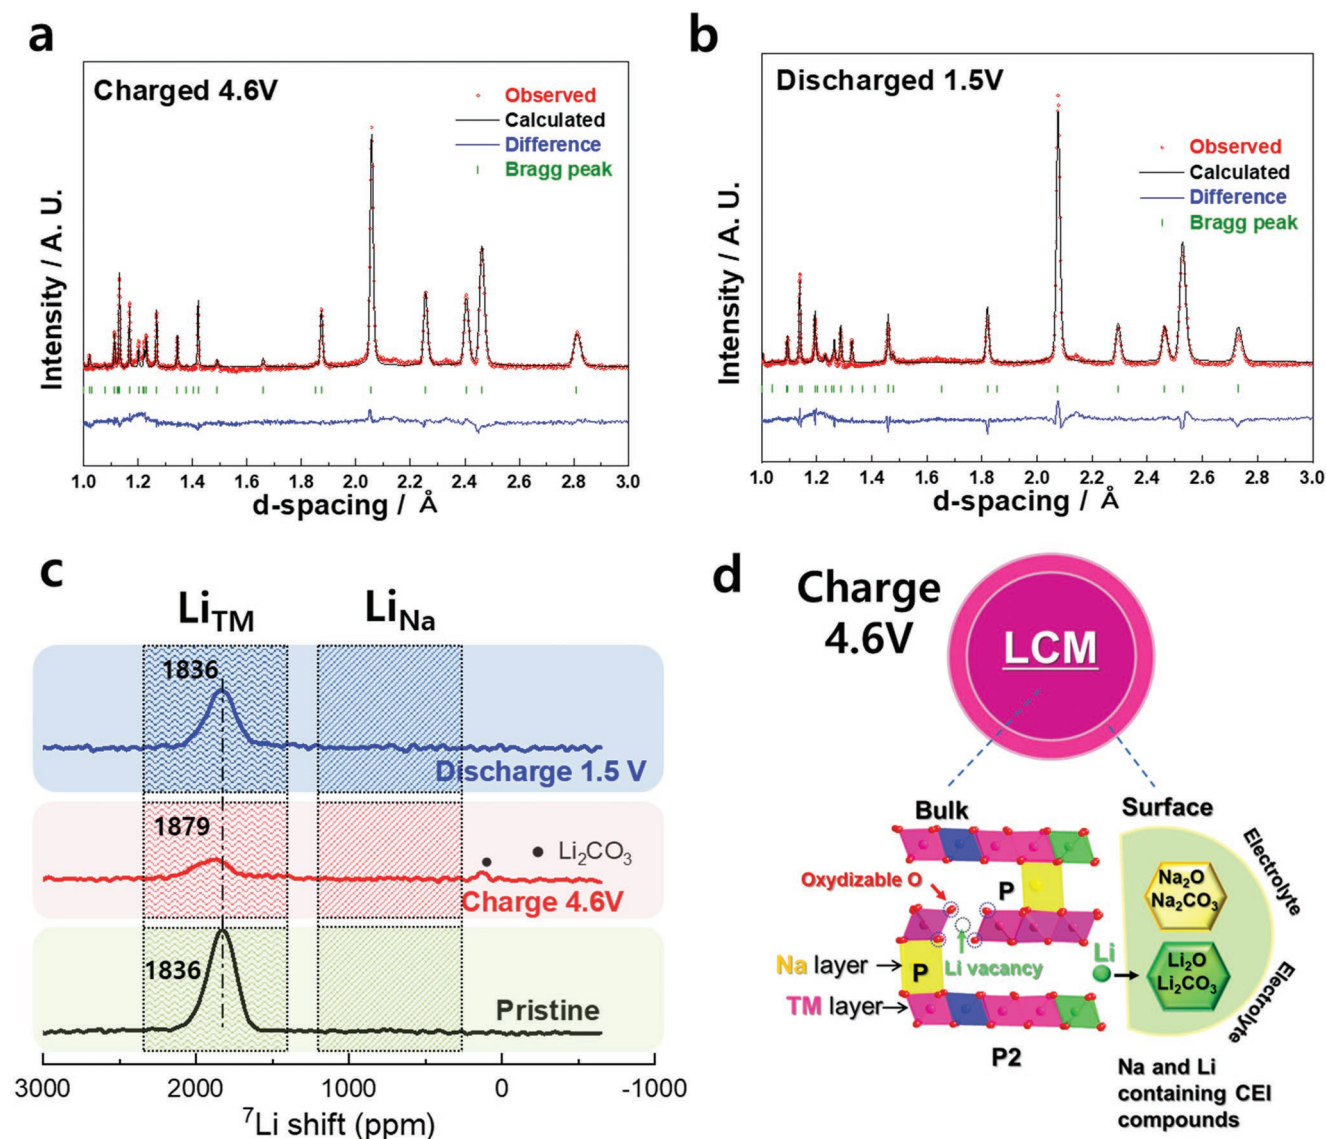 a
Charged 4.6V
Observed
Calculated
Difference
Bragg peak
Intensity / A. U.
1.0 1.2 1.4 1.6 1.8 2.0 2.2 2.4 2.6 2.8 3.0
d-spacing / Å
b
Discharged 1.5V
Observed
Calculated
Difference
Bragg peak
Intensity / A. U.
1.0 1.2 1.4 1.6 1.8 2.0 2.2 2.4 2.6 2.8 3.0
d-spacing / Å
c
Li_TM
Li_Na
1836
Discharge 1.5 V
1879
• Li₂CO₃
Charge 4.6V
1836
Pristine
3000 2000 1000 0 -1000
⁷Li shift (ppm)
d
Charge
4.6V
LCM
Bulk
Surface
Oxydizable O
P
Li vacancy
Na layer
P
TM layer
P2
Li
Na₂O
Na₂CO₃
Li₂O
Li₂CO₃
Electrolyte
Electrolyte
Na and Li
containing CEI
compounds